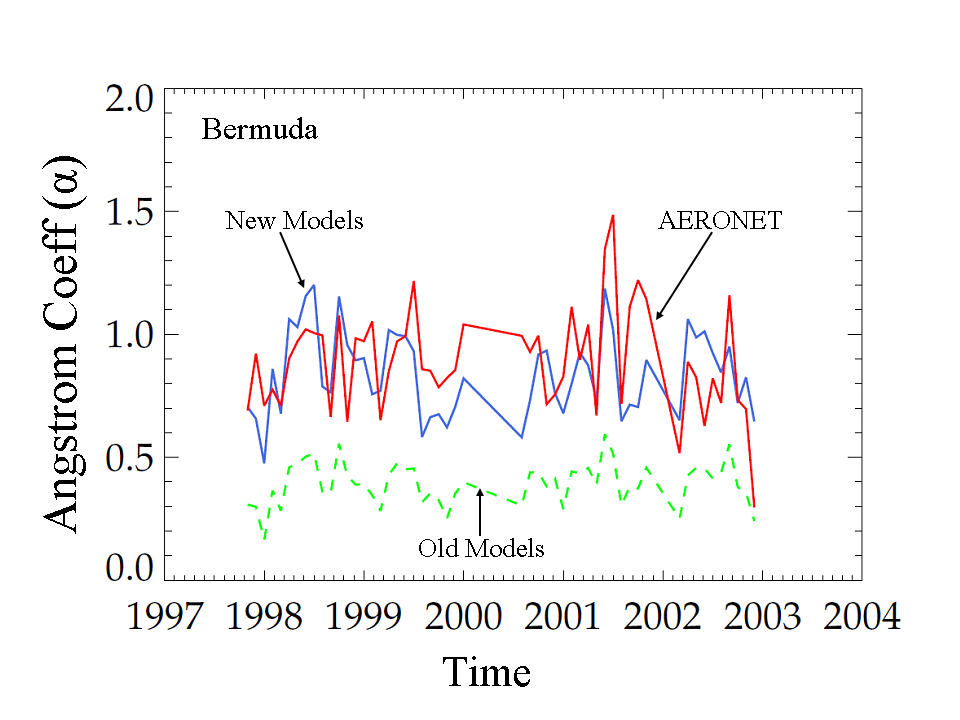 2.0
Bermuda
1.5
New Models
AERONET
Angstrom Coeff (α)
1.0
0.5
Old Models
0.0
1997 1998 1999 2000 2001 2002 2003 2004
Time